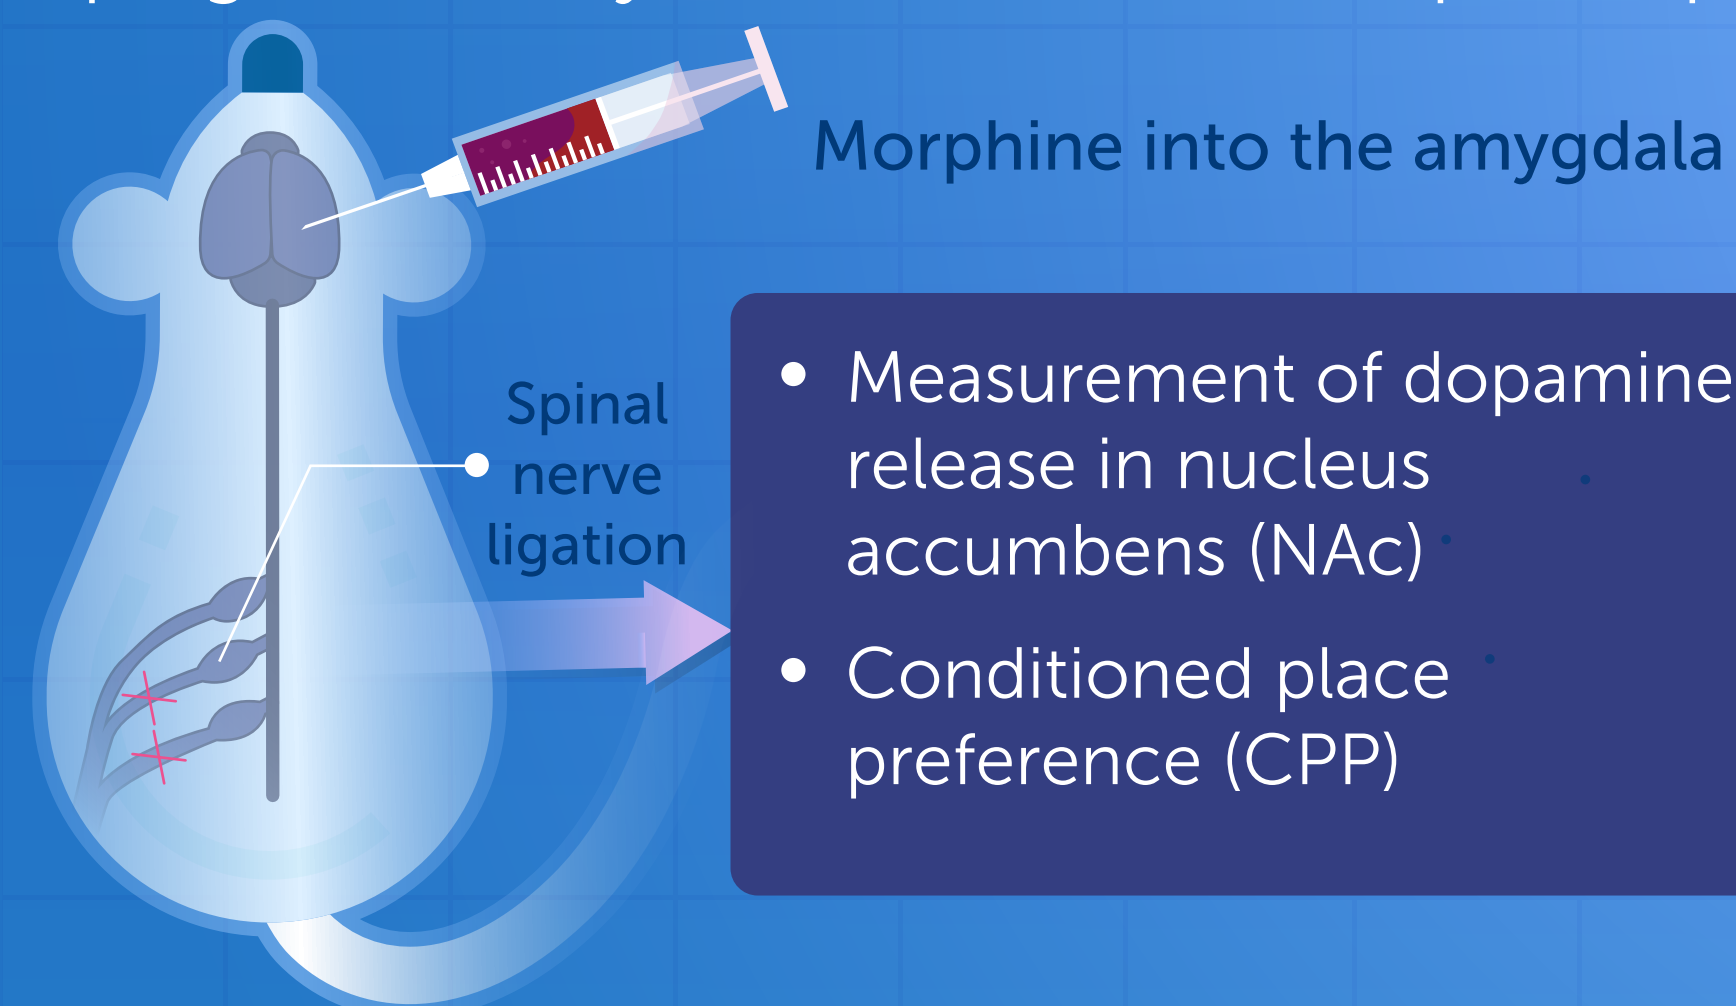 Morphine into the amygdala
Spinal
nerve
ligation
• Measurement of dopamine
release in nucleus
accumbens (NAc)
• Conditioned place
preference (CPP)